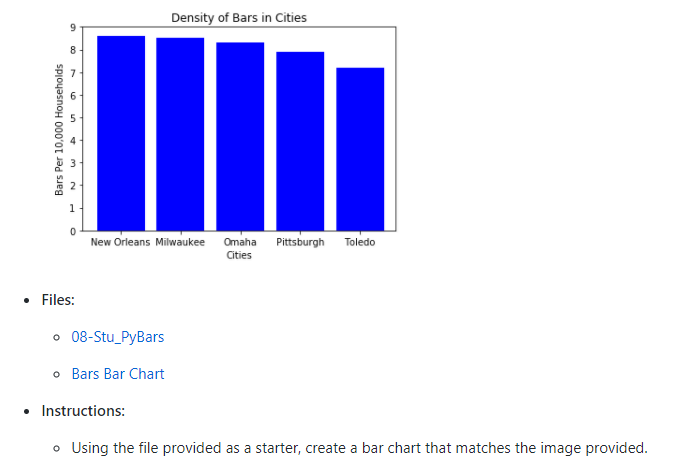 Density of Bars in Cities
9
8
7
6
5
4
3
2
1
0
Bars Per 10,000 Households
New Orleans Milwaukee Omaha Pittsburgh Toledo
Cities
Files:
08-Stu_PyBars
Bars Bar Chart
Instructions:
Using the file provided as a starter, create a bar chart that matches the image provided.